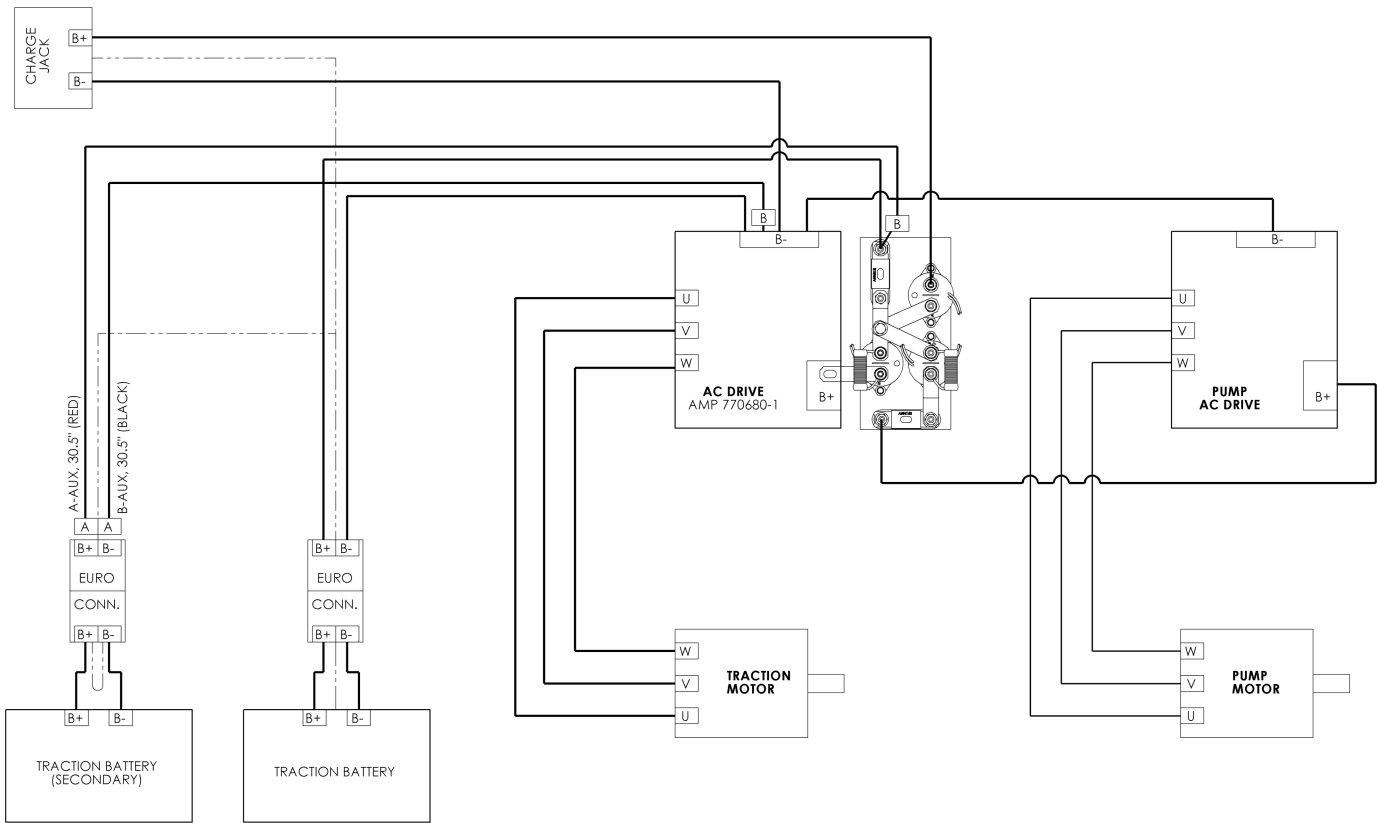 CHARGE
JACK
B+
B-
B
B
B-
B-
U
V
W
B+
AC DRIVE
AMP 770680-1
U
V
W
B+
PUMP
AC DRIVE
A-AUX, 30.5" (RED)
B-AUX, 30.5" (BLACK)
A A
B+ B-
EURO
CONN.
B+ B-
B+ B-
EURO
CONN.
B+ B-
W
V
U
TRACTION
MOTOR
W
V
U
PUMP
MOTOR
B+ B-
TRACTION BATTERY
(SECONDARY)
B+ B-
TRACTION BATTERY